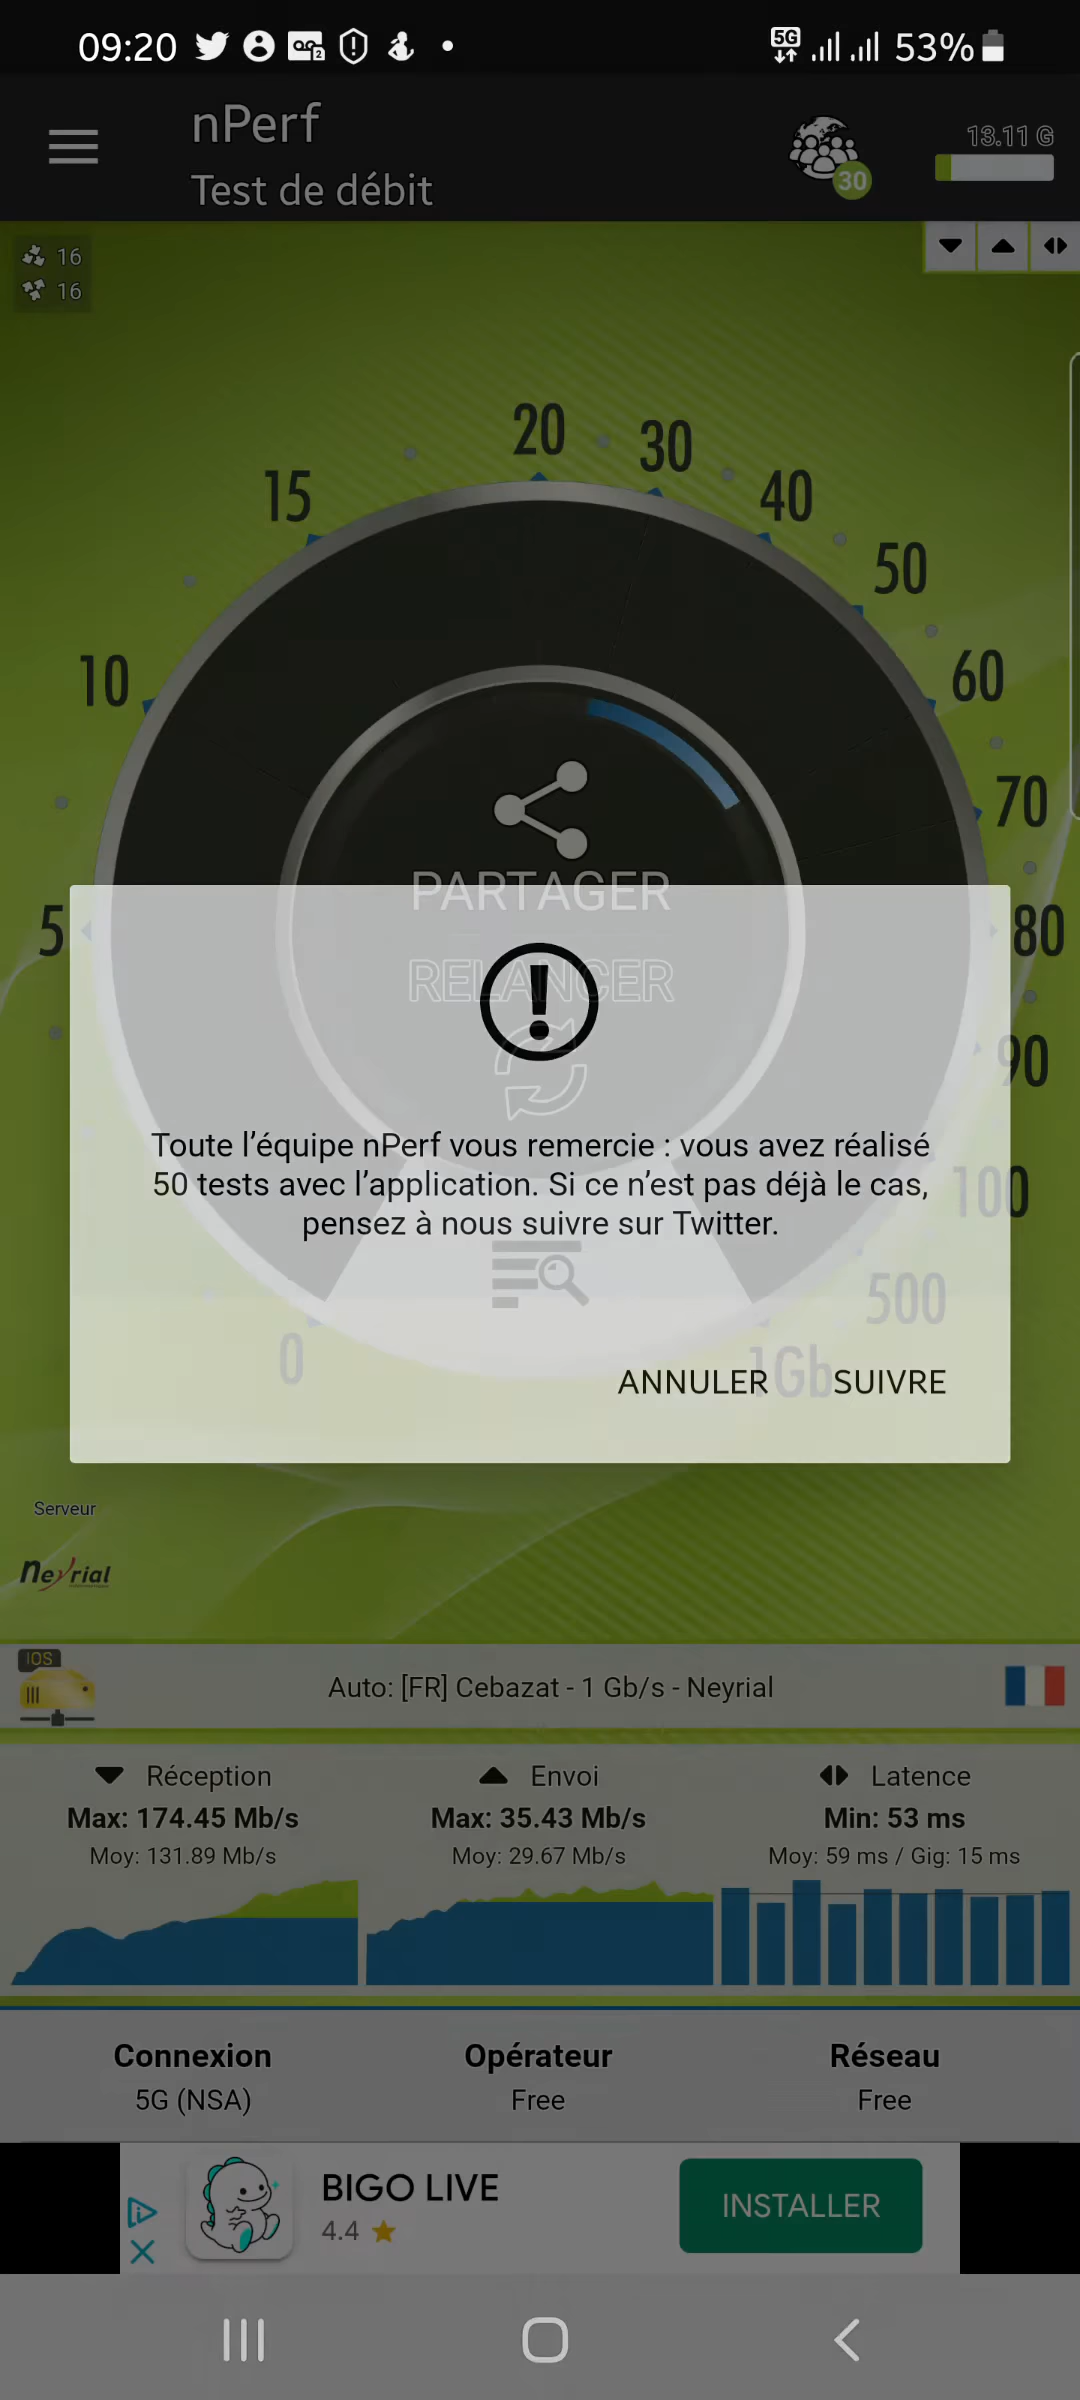 09:20
5G
53%
nPerf
Test de débit
30
13.11 G
16
16
20
30
15
40
50
10
60
70
PARTAGER
5
80
RELANCER
90
Toute l’équipe nPerf vous remercie : vous avez réalisé
50 tests avec l’application. Si ce n’est pas déjà le cas,
pensez à nous suivre sur Twitter.
100
500
0
1Gb
ANNULER
SUIVRE
Serveur
Neyrial
IOS
Auto: [FR] Cebazat - 1 Gb/s - Neyrial
Réception
Max: 174.45 Mb/s
Moy: 131.89 Mb/s
Envoi
Max: 35.43 Mb/s
Moy: 29.67 Mb/s
Latence
Min: 53 ms
Moy: 59 ms / Gig: 15 ms
Connexion
5G (NSA)
Opérateur
Free
Réseau
Free
BIGO LIVE
4.4
INSTALLER